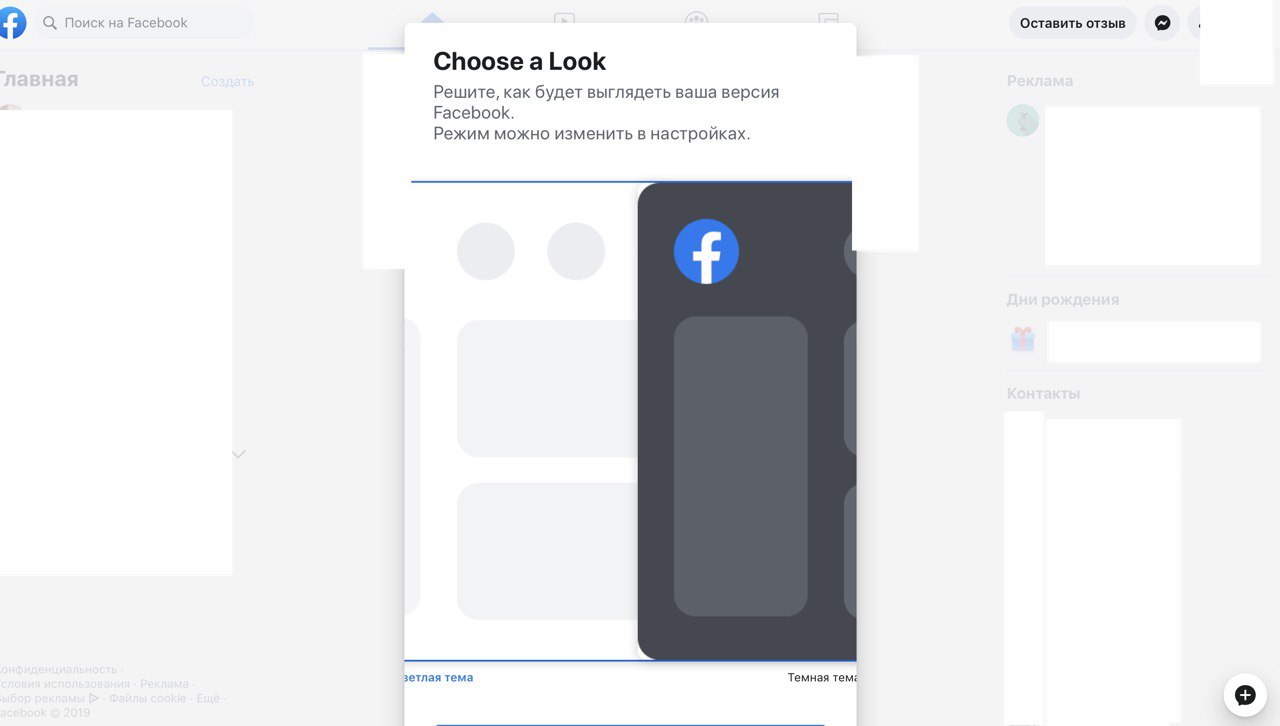 Поиск на Facebook
Оставить отзыв
Главная
Создать
Choose a Look
Решите, как будет выглядеть ваша версия
Facebook.
Режим можно изменить в настройках.
Реклама
Дни рождения
Контакты
ветлая тема
Темная тема
онфиденциальность ·
словия использования · Реклама ·
ыбор рекламы · Файлы cookie · Ещё ·
acebook © 2019